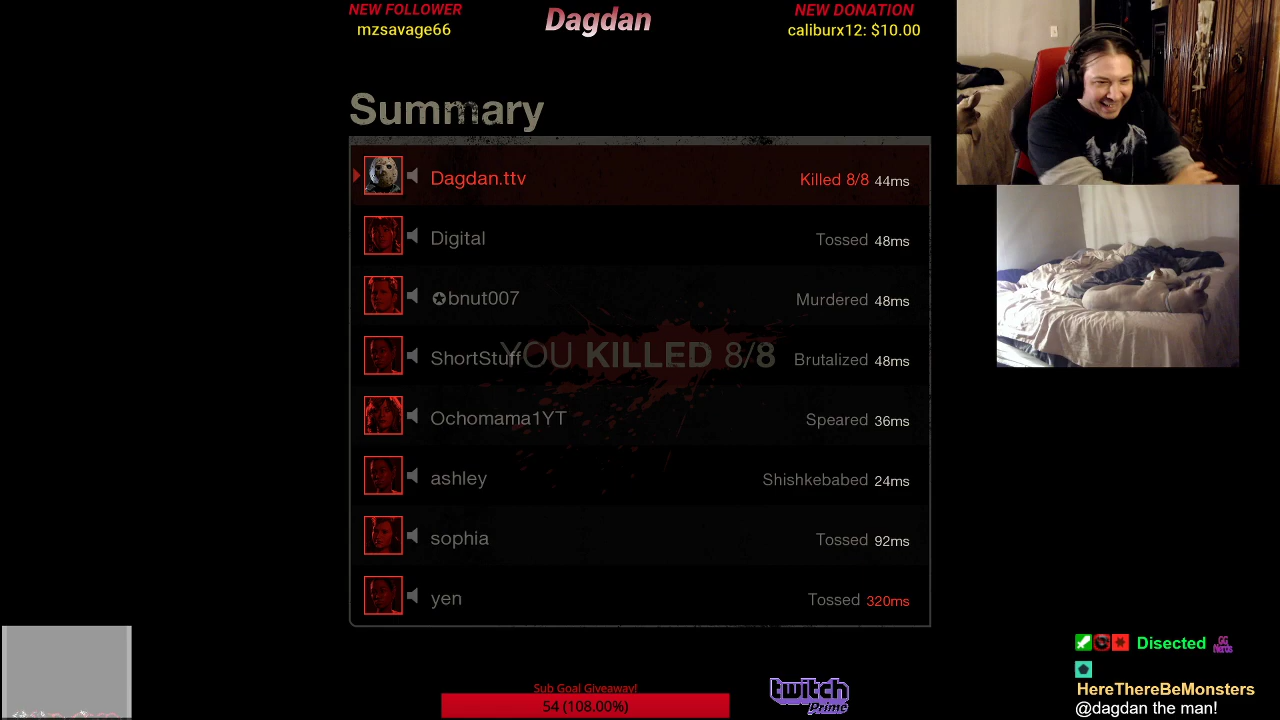 NEW FOLLOWER
mzsavage66
Dagdan
NEW DONATION
caliburx12: $10.00
Summary
Dagdan.ttv Killed 8/8 44ms
Digital Tossed 48ms
bnut007 Murdered 48ms
YOU KILLED 8/8
ShortStuff Brutalized 48ms
Ochomama1YT Speared 36ms
ashley Shishkebabed 24ms
sophia Tossed 92ms
yen Tossed 320ms
Sub Goal Giveaway!
54 (108.00%)
twitch
Prime
Disected GG Nerds
HereThereBeMonsters
@dagdan the man!